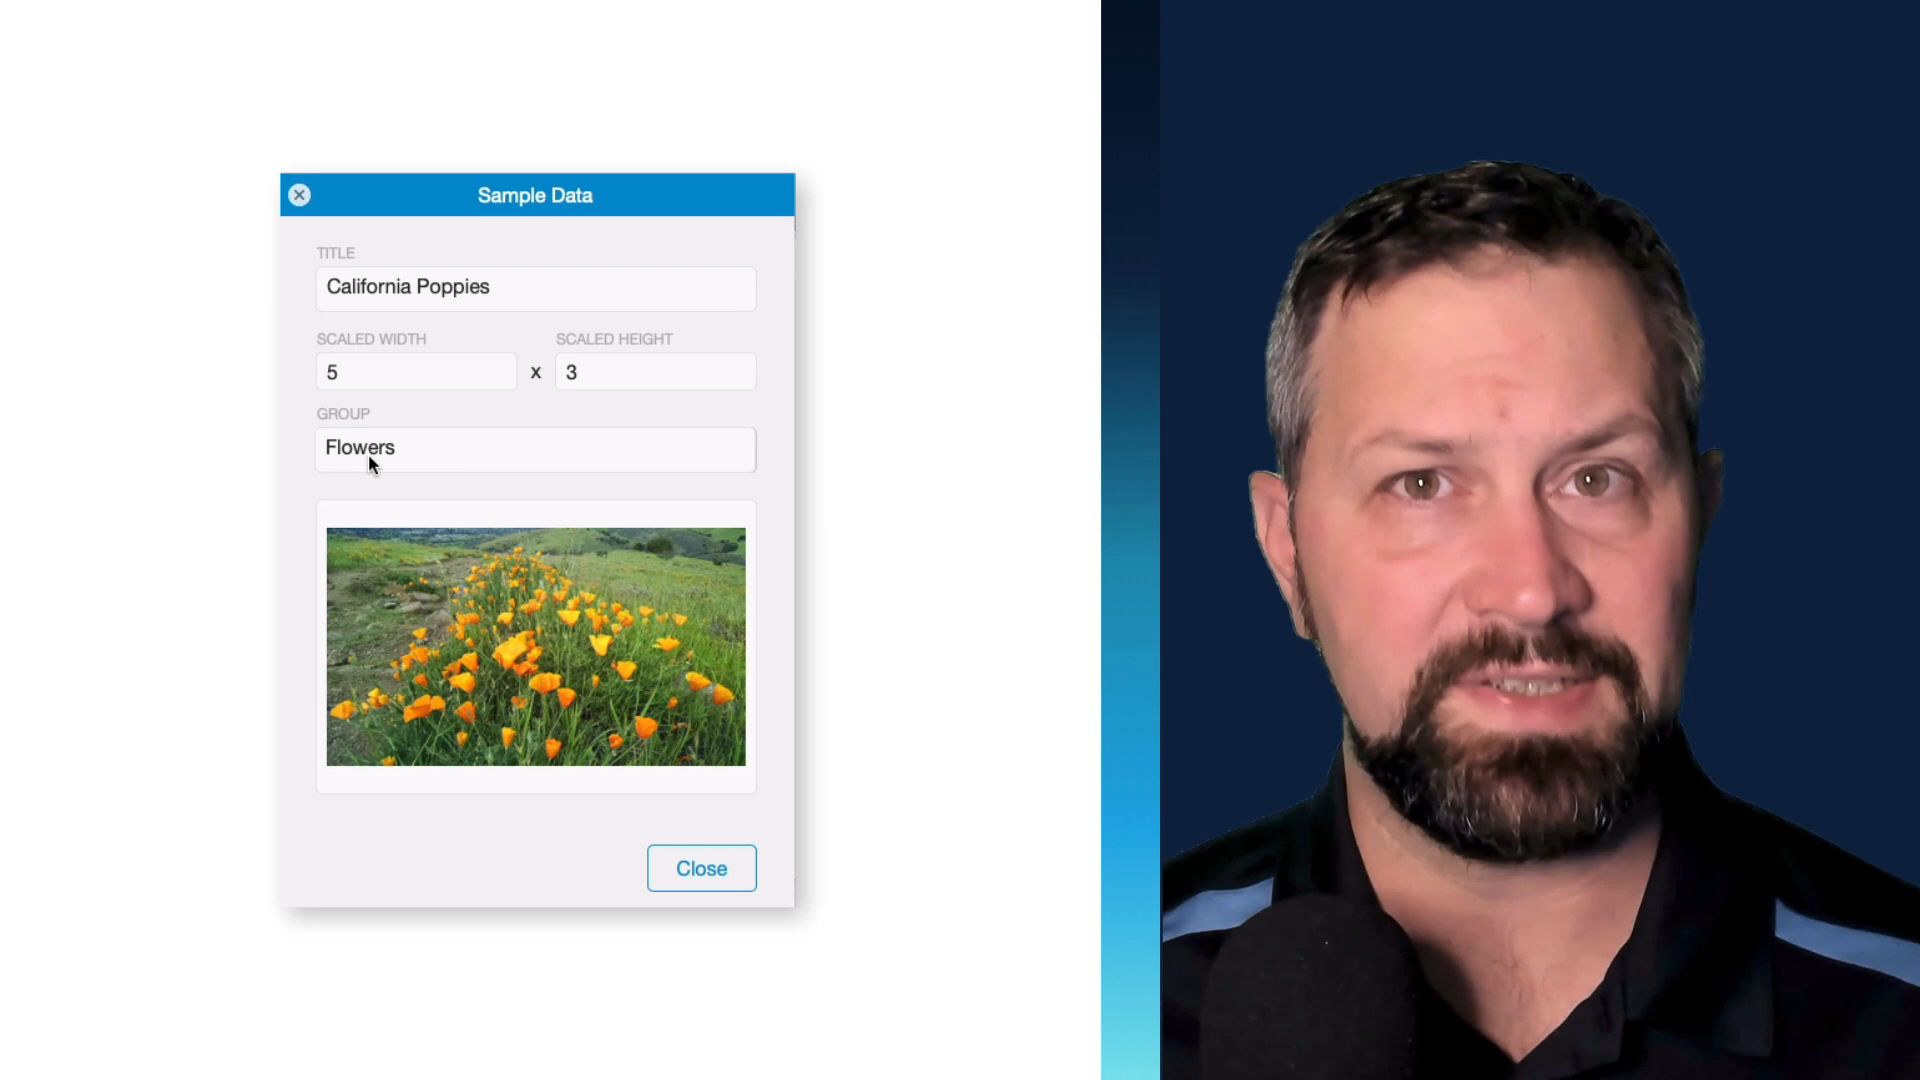 Sample Data
TITLE
California Poppies
SCALED WIDTH
SCALED HEIGHT
5
x
3
GROUP
Flowers
Close